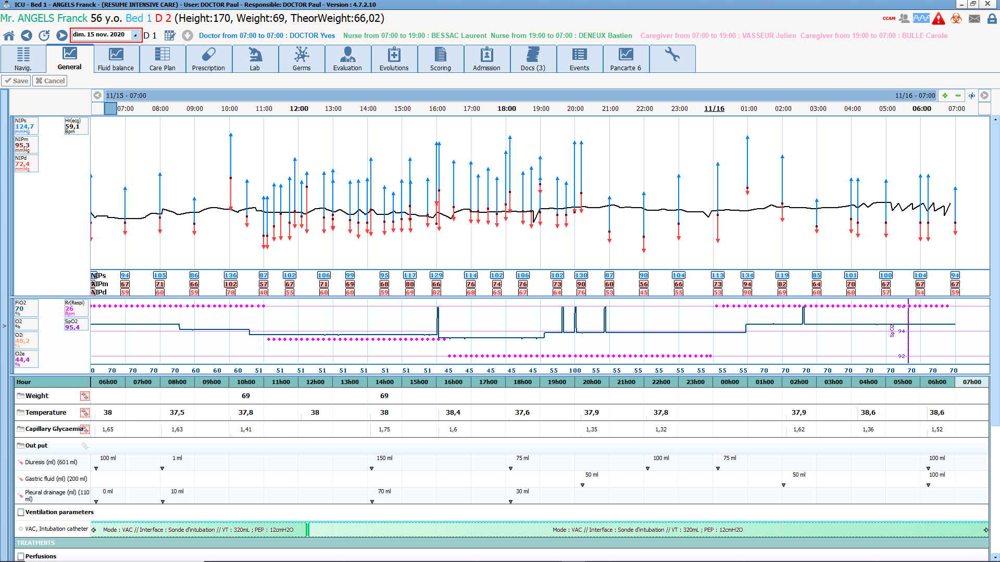 ICU - Bed 1 - ANGELS Franck - (RESUME INTENSIVE CARE) - User: DOCTOR Paul - Responsible: DOCTOR Paul - Version : 4.7.2.10
Mr. ANGELS Franck 56 y.o. Bed 1 D 2 (Height:170, Weight:69, TheorWeight:66,02)
CCAM
dim. 15 nov. 2020 D 1 Doctor from 07:00 to 07:00 : DOCTOR Yves Nurse from 07:00 to 19:00 : BESSAC Laurent Nurse from 19:00 to 07:00 : DENEUX Bastien Caregiver from 07:00 to 19:00 : VASSEUR Julien Caregiver from 19:00 to 07:00 : BULLE Carole
Navig. General Fluid balance Care Plan Prescription Lab Germs Evaluation Evolutions Scoring Admission Docs (3) Events Pancarte 6
Save Cancel
11/15 - 07:00 11/16 - 07:00
07:00 08:00 09:00 10:00 11:00 12:00 13:00 14:00 15:00 16:00 17:00 18:00 19:00 20:00 21:00 22:00 23:00 11/16 01:00 02:00 03:00 04:00 05:00 06:00 07:00
NIPs 124,7 mmHg
Hr(ecg) 59,1 Bpm
NIPm 95,3 mmHg
NIPd 72,4 mmHg
NIPs 94 105 86 136 87 102 106 99 95 117 129 114 102 106 102 130 87 90 104 113 134 119 85 101 100 104 94
NIPm 67 71 66 102 57 67 71 69 68 80 66 76 74 76 73 90 60 56 66 73 94 82 64 70 67 67 67
NIPd 59 60 59 78 48 55 60 60 59 69 82 68 65 67 64 76 53 45 55 53 90 69 60 60 57 54 59
FiO2 70 %
Rr(Respi) 26 Rpm
O2 %
SpO2 95,4
O2i 48,2 %
O2e 44,4 %
SpO2
94
92
0 70 70 70 70 60 60 60 51 51 51 51 51 51 51 51 51 45 45 45 45 45 55 100 55 55 55 55 55 55 55 55 70 70 70 70 70 70 70 70 70 70
Hour 06h00 07h00 08h00 09h00 10h00 11h00 12h00 13h00 14h00 15h00 16h00 17h00 18h00 19h00 20h00 21h00 22h00 23h00 00h00 01h00 02h00 03h00 04h00 05h00 06h00 07h00
Weight 69 69
Temperature 38 37,5 37,8 38 38 38,4 37,6 37,9 37,8 37,9 38,6 38,6
Capillary Glycaemia 1,65 1,63 1,41 1,75 1,6 1,35 1,32 1,62 1,36 1,52
Out put
Diuresis (ml) (601 ml) 100 ml 1 ml 150 ml 75 ml 100 ml 75 ml 100 ml
Gastric fluid (ml) (200 ml) 50 ml 50 ml 100 ml
Pleural drainage (ml) (110 ml) 0 ml 10 ml 70 ml 30 ml
Ventilation parameters
VAC, Intubation catheter Mode : VAC // Interface : Sonde d'intubation // VT : 320mL ; PEP : 12cmH2O Mode : VAC // Interface : Sonde d'intubation // VT : 320mL ; PEP : 12cmH2O
TREATMENTS
Perfusions